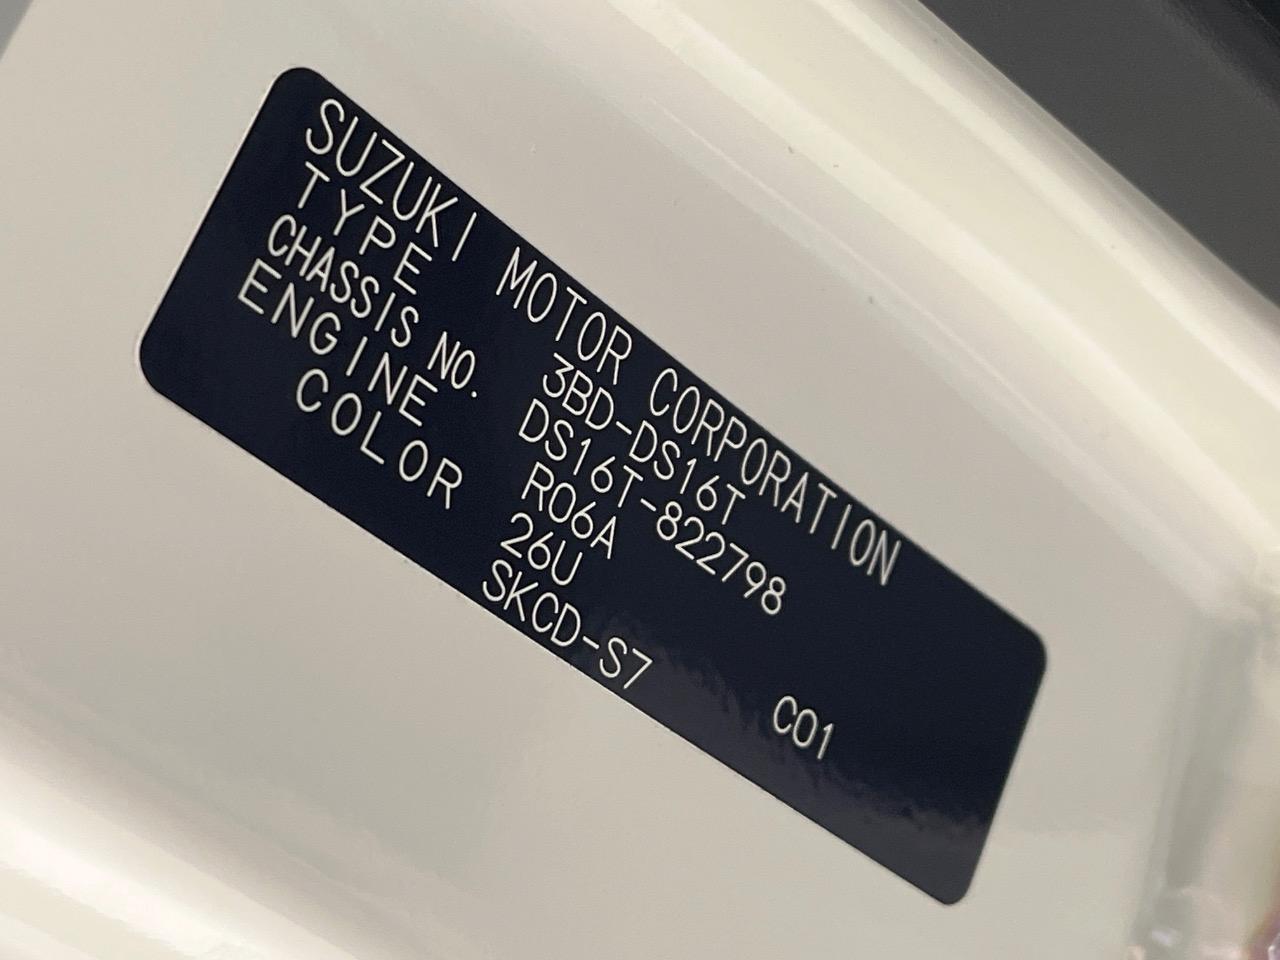 SUZUKI MOTOR CORPORATION
TYPE 3BD-DS16T
CHASSIS NO. DS16T-822798
ENGINE R06A
COLOR 26U
SKCD-S7 C01